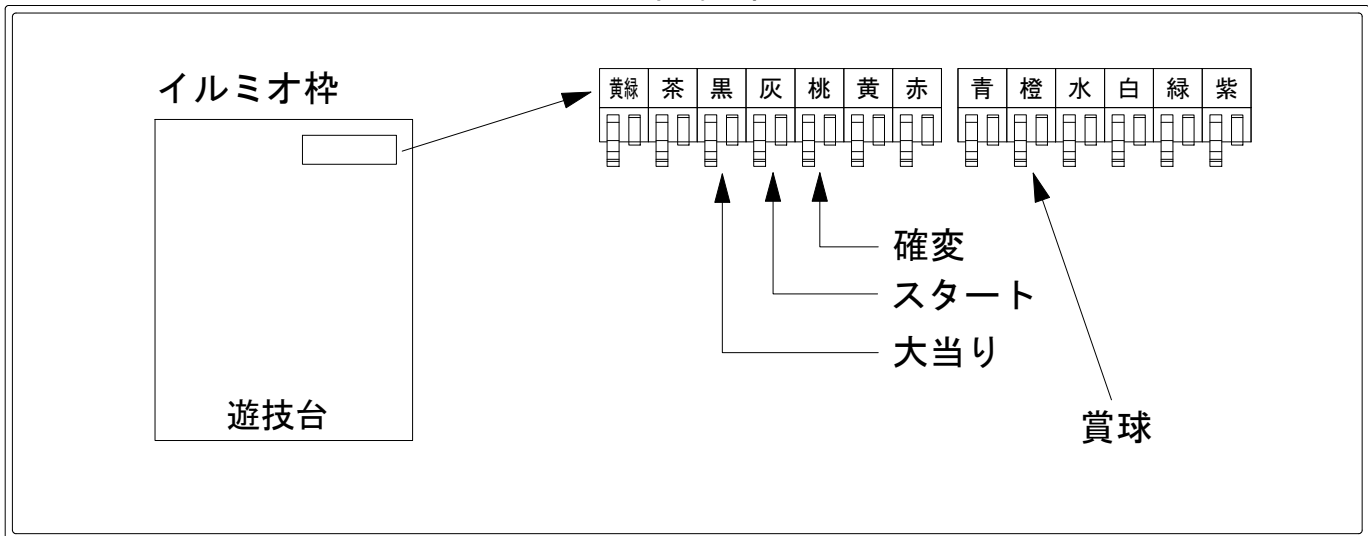 イルミオ枠
黄緑 茶 黒 灰 桃 黄 赤 青 橙 水 白 緑 紫
確変
スタート
大当り
遊技台
賞球